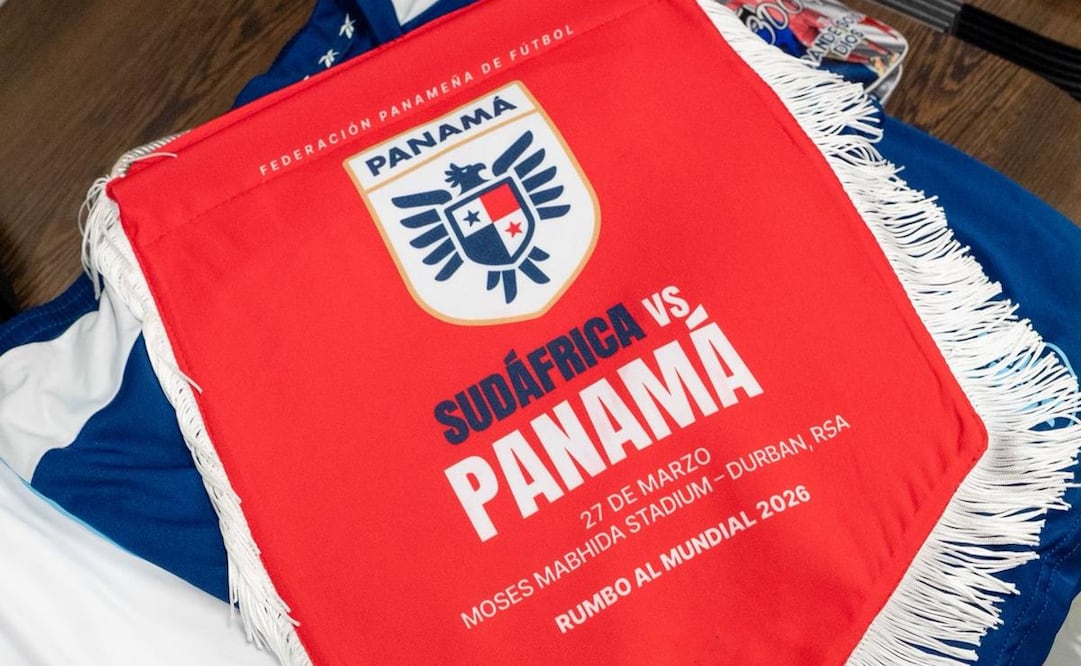 FEDERACIÓN PANAMEÑA DE FÚTBOL
PANAMÁ
SUDÁFRICA VS
PANAMÁ
27 DE MARZO
MOSES MABHIDA STADIUM – DURBAN, RSA
RUMBO AL MUNDIAL 2026
DIOS